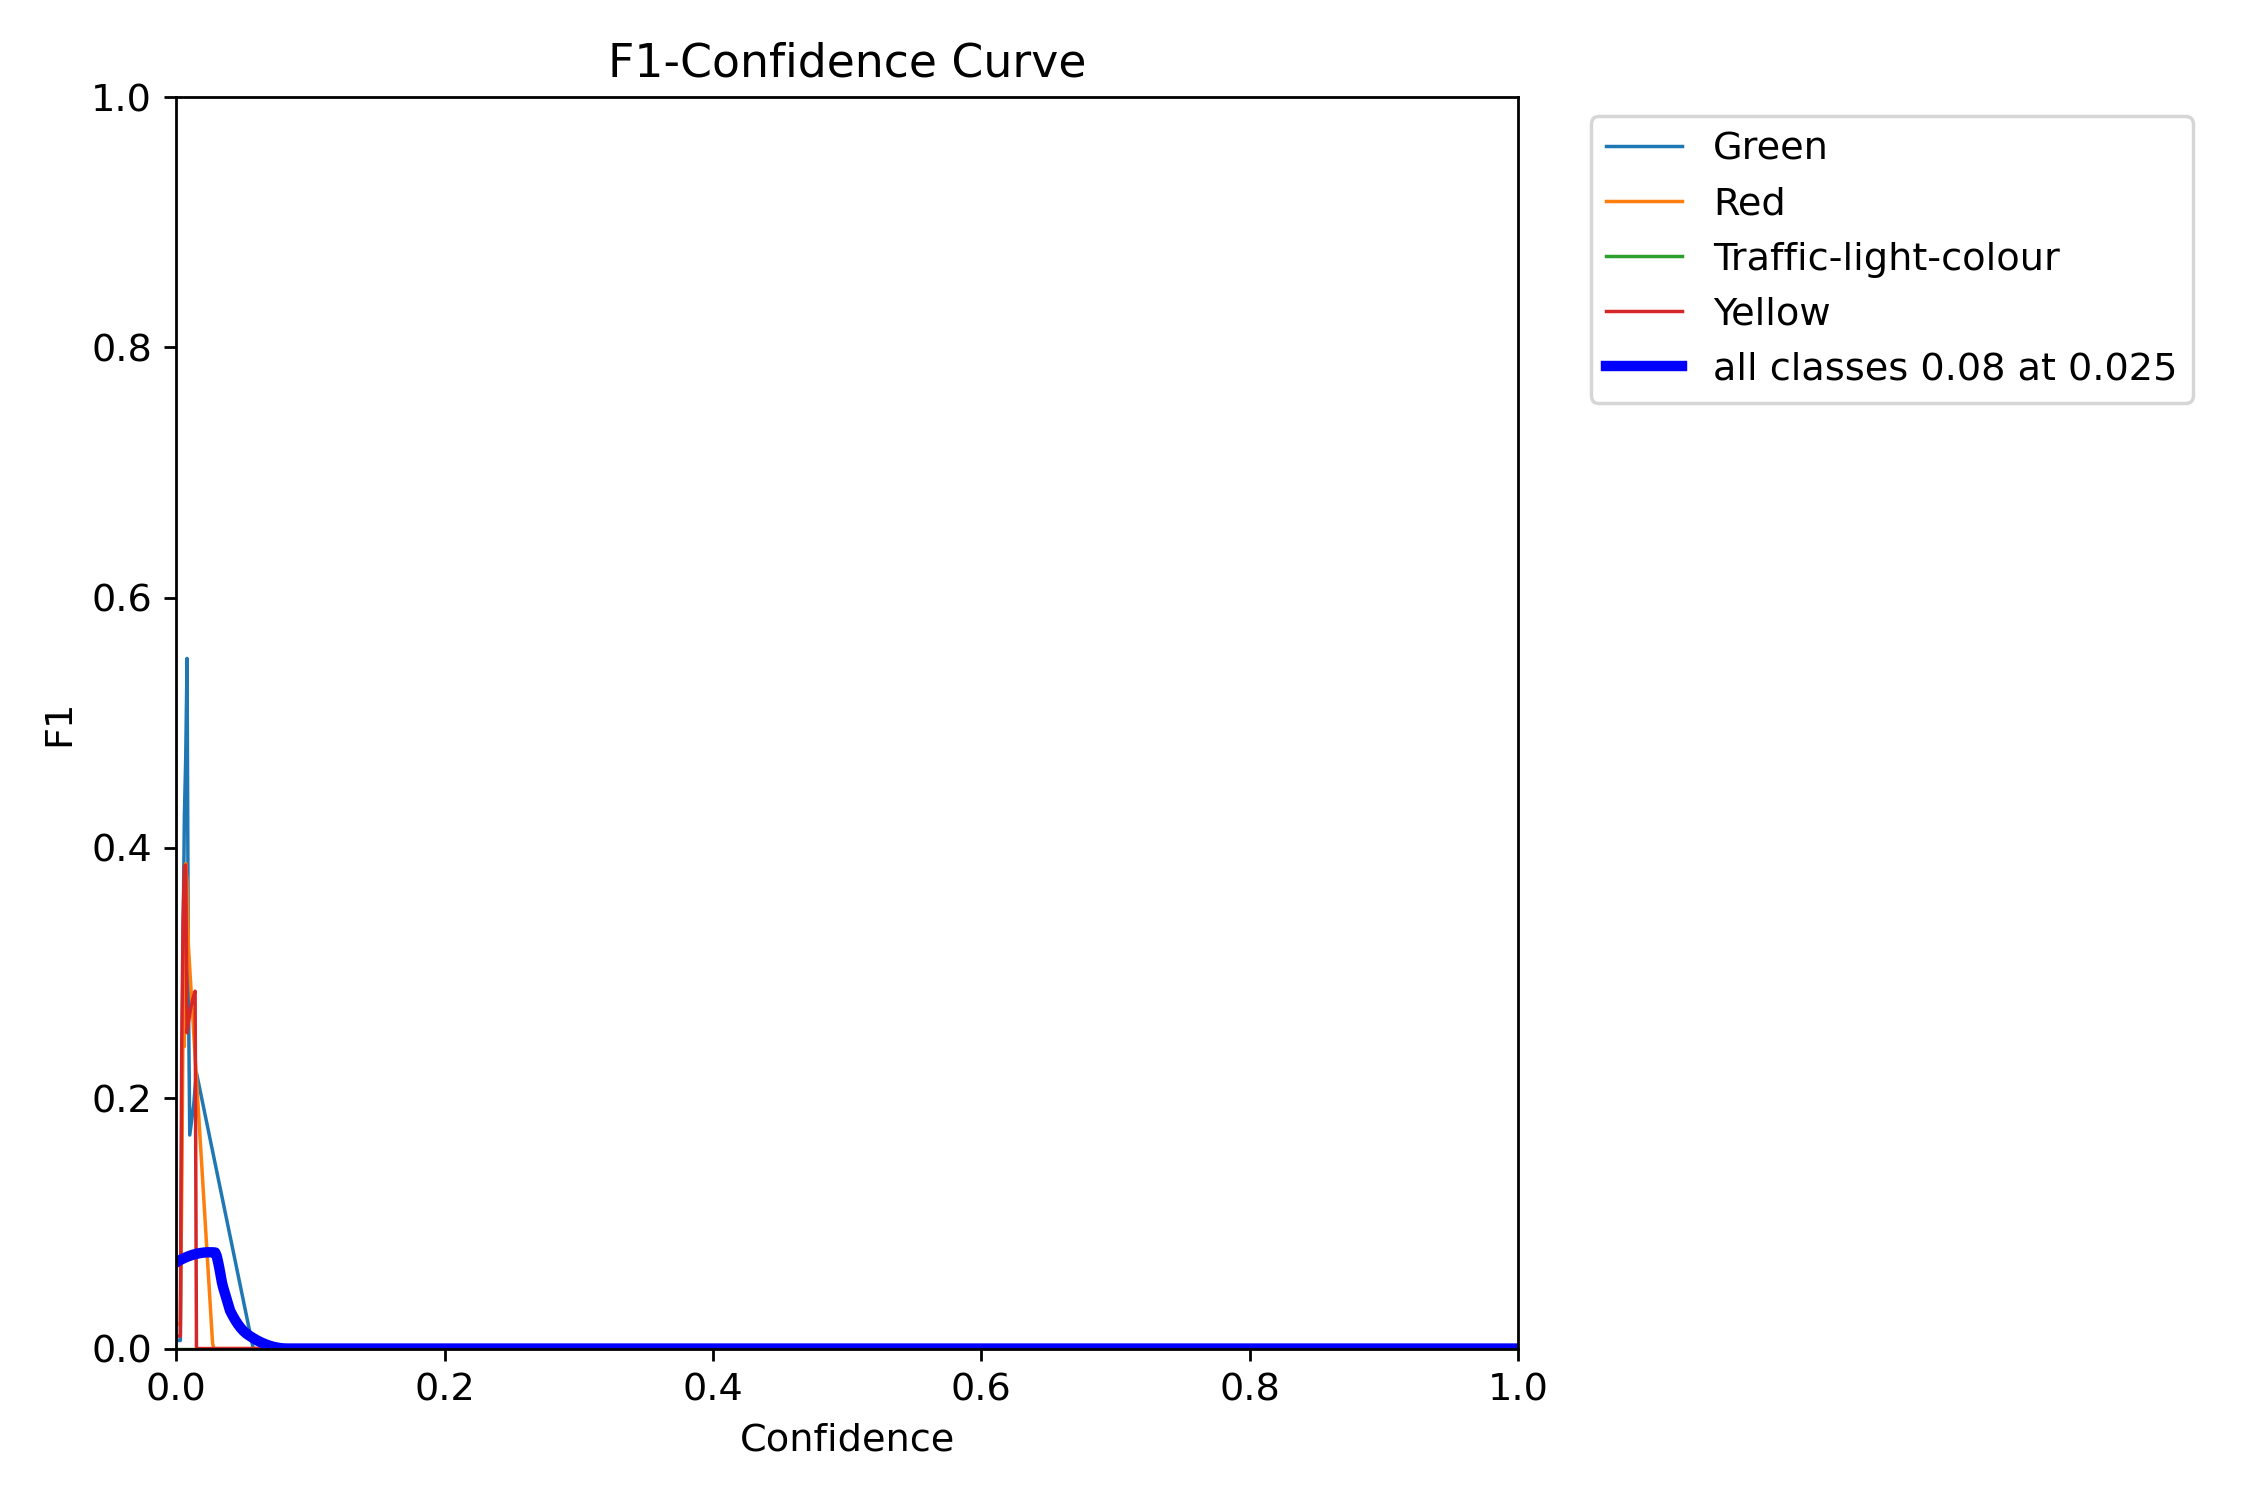 F1-Confidence Curve
1.0
0.8
0.6
0.4
0.2
0.0
F1
0.0 0.2 0.4 0.6 0.8 1.0
Confidence
Green
Red
Traffic-light-colour
Yellow
all classes 0.08 at 0.025